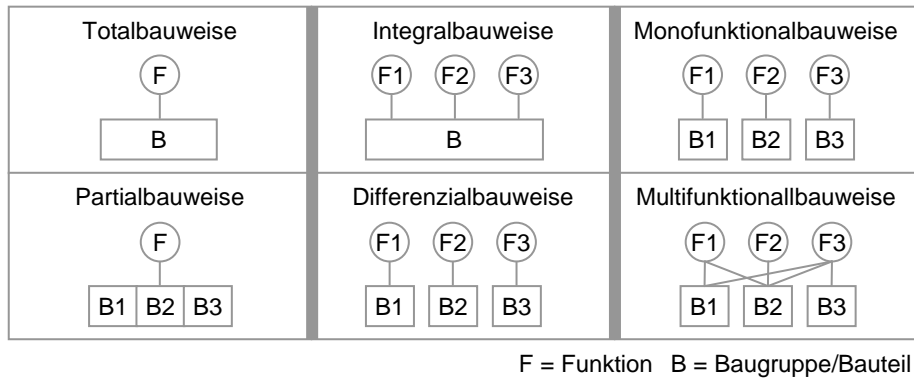 Totalbauweise
F
B
Integralbauweise
F1 F2 F3
B
Monofunktionalbauweise
F1 F2 F3
B1 B2 B3
Partialbauweise
F
B1 B2 B3
Differenzialbauweise
F1 F2 F3
B1 B2 B3
Multifunktionallbauweise
F1 F2 F3
B1 B2 B3
F = Funktion B = Baugruppe/Bauteil